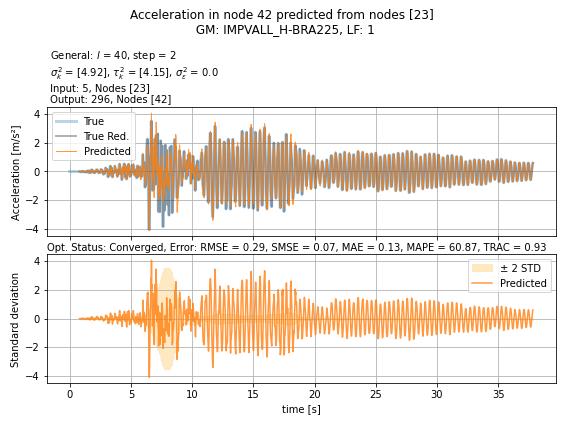 Acceleration in node 42 predicted from nodes [23]
GM: IMPVALL_H-BRA225, LF: 1
General: l = 40, step = 2
σ²ₖ = [4.92], τ²ₖ = [4.15], σ²ε = 0.0
Input: 5, Nodes [23]
Output: 296, Nodes [42]
4
2
0
−2
−4
Acceleration [m/s²]
True
True Red.
Predicted
Opt. Status: Converged, Error: RMSE = 0.29, SMSE = 0.07, MAE = 0.13, MAPE = 60.87, TRAC = 0.93
4
2
0
−2
−4
Standard deviation
± 2 STD
Predicted
0 5 10 15 20 25 30 35
time [s]